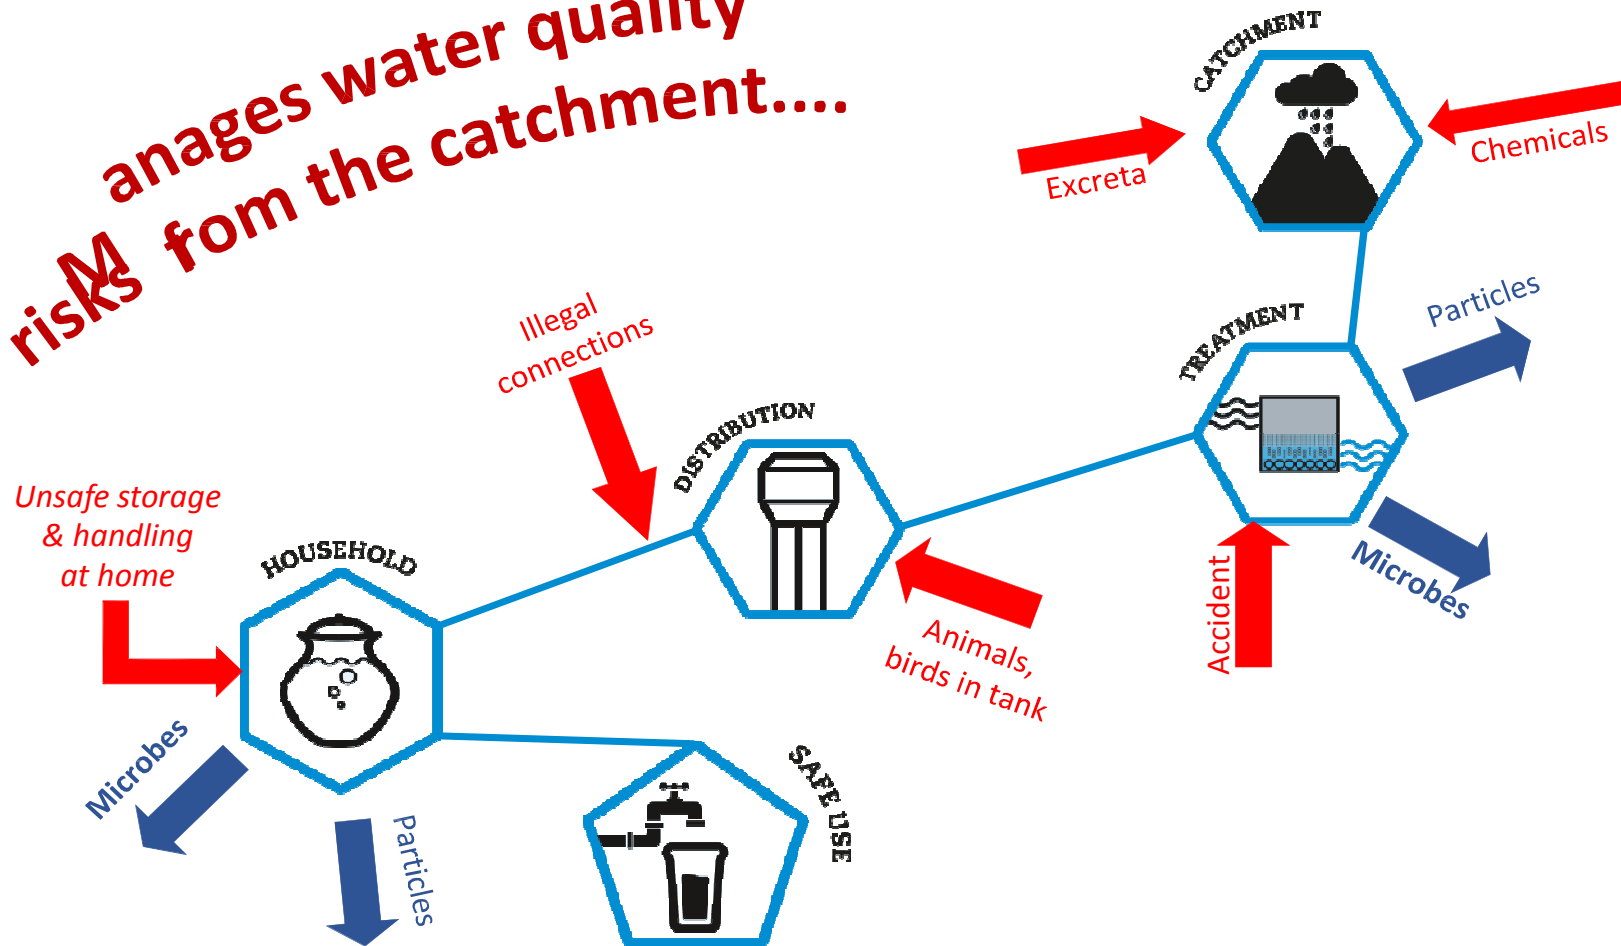 Manages water quality
risks from the catchment....
CATCHMENT
Excreta
Chemicals
Particles
TREATMENT
Illegal
connections
DISTRIBUTION
Unsafe storage
& handling
at home
HOUSEHOLD
Microbes
Accident
Animals,
birds in tank
Microbes
Particles
SAFE USE